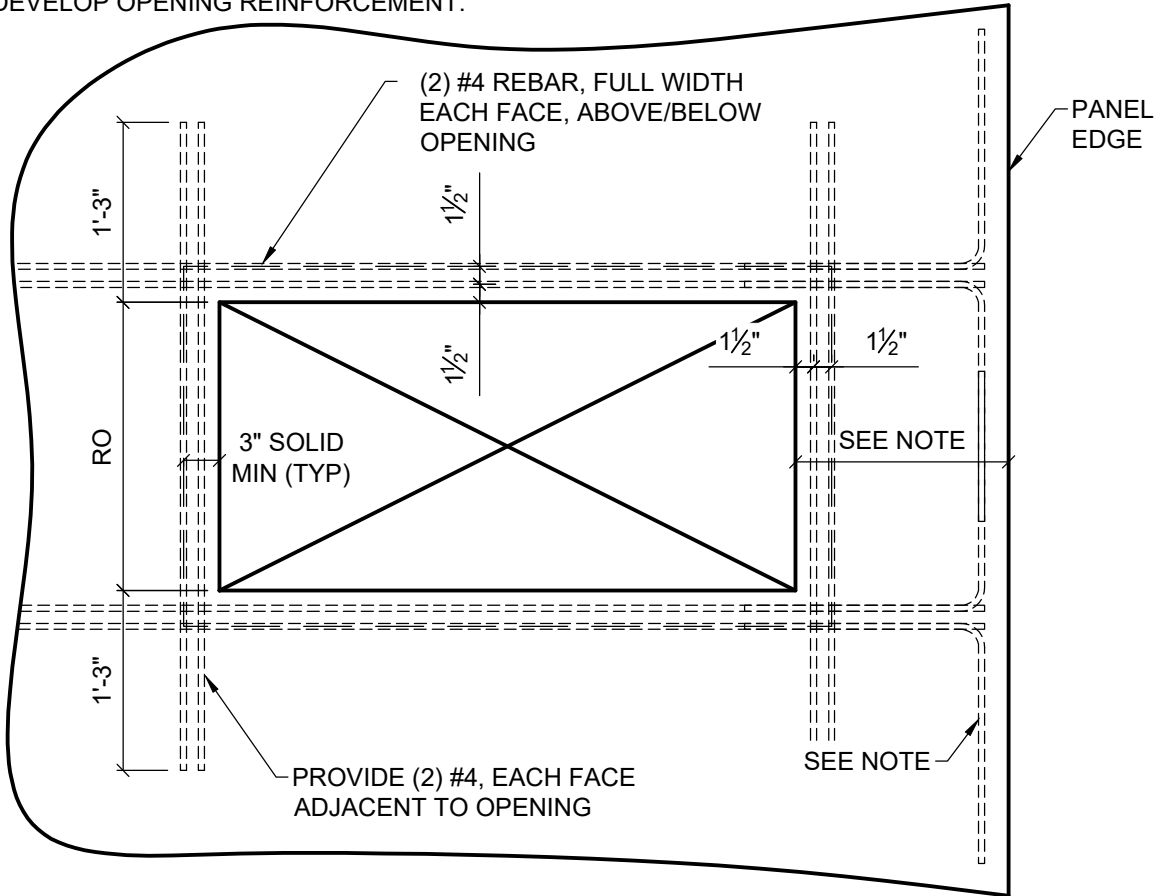 DEVELOP OPENING REINFORCEMENT.
(2) #4 REBAR, FULL WIDTH
EACH FACE, ABOVE/BELOW
OPENING
PANEL
EDGE
1'-3"
1½"
1½"
1½"
1½"
RO
3" SOLID
MIN (TYP)
SEE NOTE
1'-3"
SEE NOTE
PROVIDE (2) #4, EACH FACE
ADJACENT TO OPENING